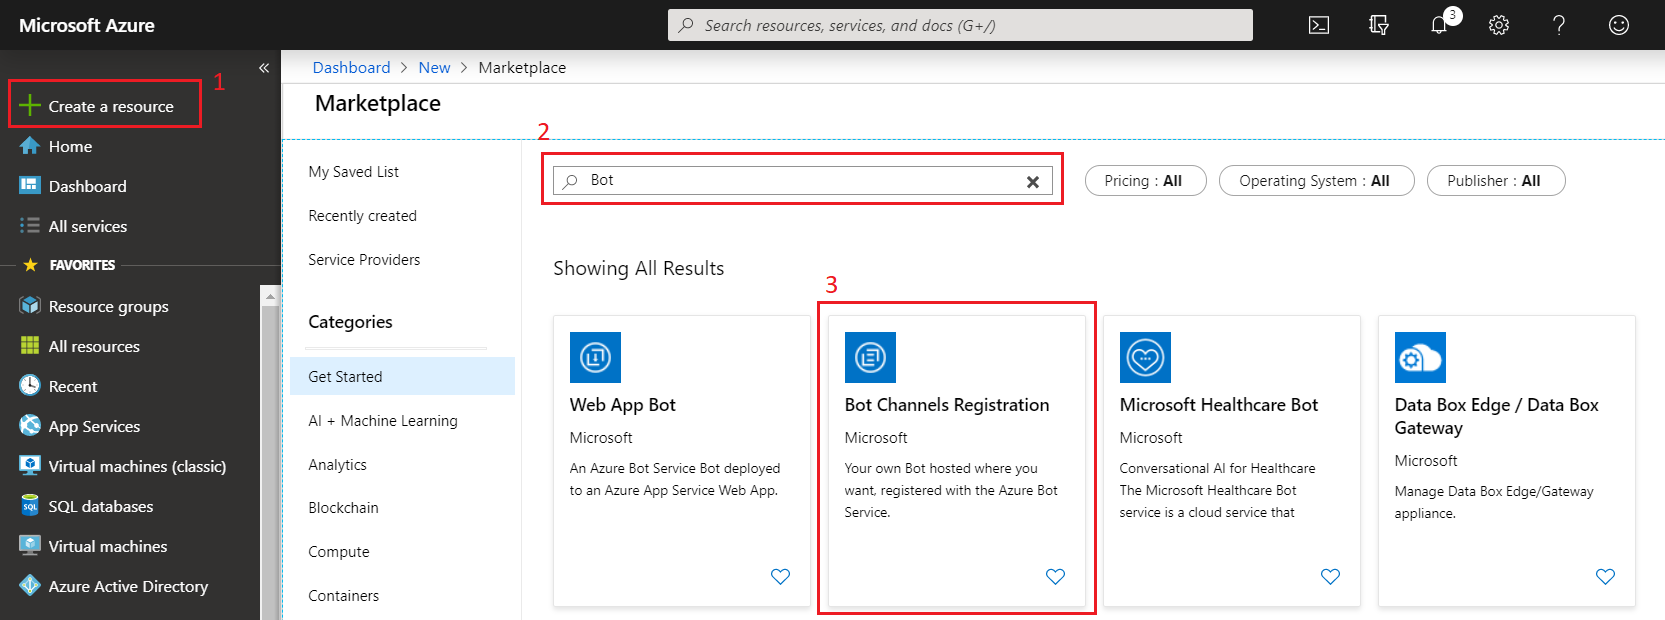 Microsoft Azure
Search resources, services, and docs (G+/)
3
«
1
Create a resource
Home
Dashboard
All services
FAVORITES
Resource groups
All resources
Recent
App Services
Virtual machines (classic)
SQL databases
Virtual machines
Azure Active Directory
Dashboard > New > Marketplace
Marketplace
My Saved List
Recently created
Service Providers
Categories
Get Started
AI + Machine Learning
Analytics
Blockchain
Compute
Containers
2
Bot
Pricing : All
Operating System : All
Publisher : All
Showing All Results
Web App Bot
Microsoft
An Azure Bot Service Bot deployed
to an Azure App Service Web App.
3
Bot Channels Registration
Microsoft
Your own Bot hosted where you
want, registered with the Azure Bot
Service.
Microsoft Healthcare Bot
Microsoft
Conversational AI for Healthcare
The Microsoft Healthcare Bot
service is a cloud service that
Data Box Edge / Data Box
Gateway
Microsoft
Manage Data Box Edge/Gateway
appliance.